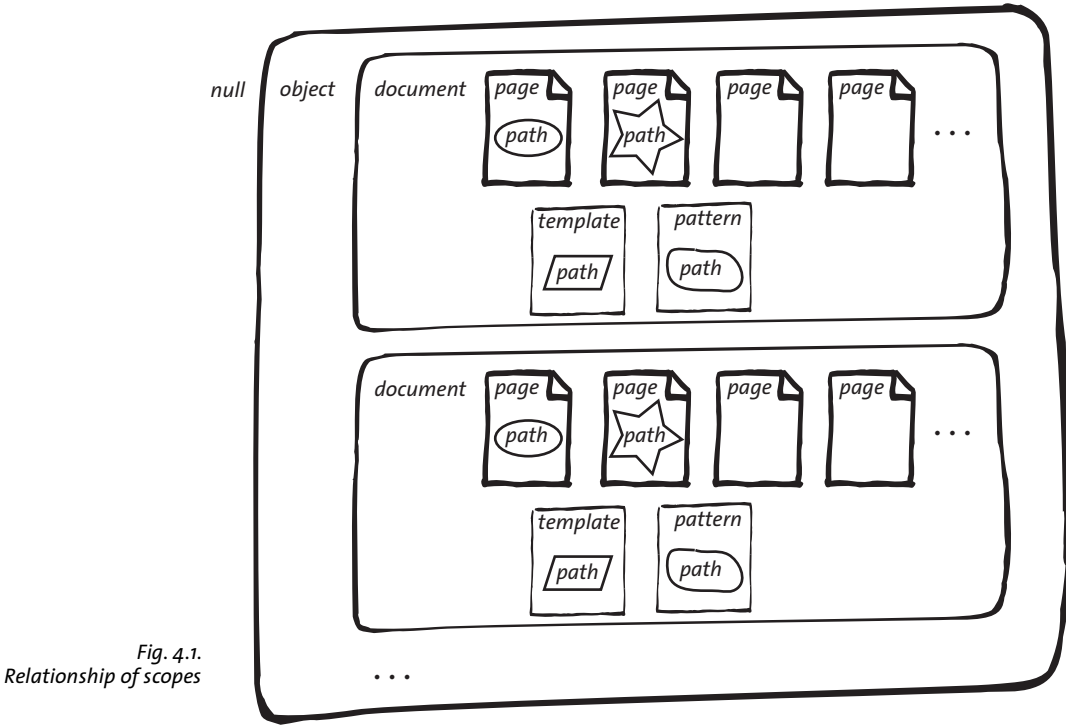 null object document page page page page
path path ...
template pattern
path path
document page page page page
path path ...
template pattern
path path
Fig. 4.1.
Relationship of scopes ...